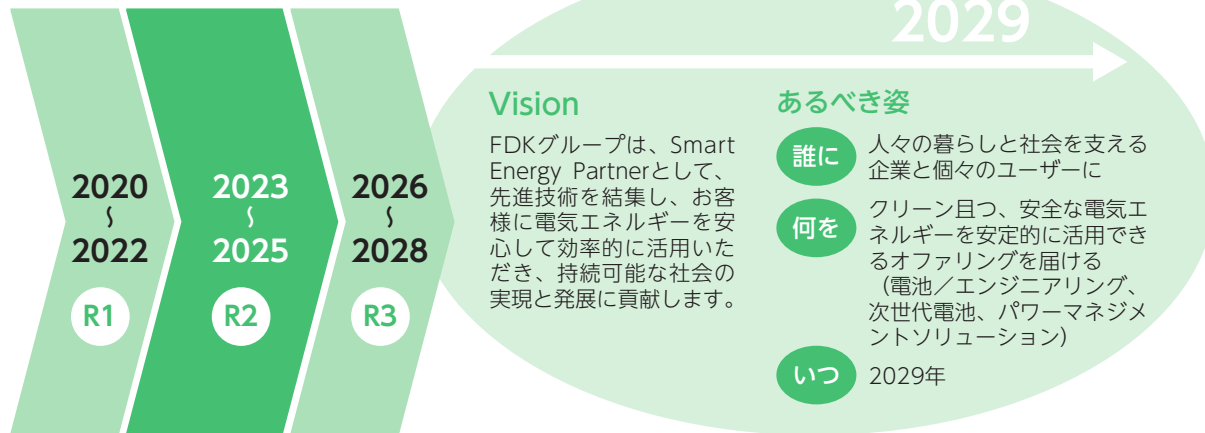 2020
〜
2022
R1
2023
〜
2025
R2
2026
〜
2028
R3
2029
Vision
FDKグループは、Smart
Energy Partnerとして、
先進技術を結集し、お客
様に電気エネルギーを安
心して効率的に活用いた
だき、持続可能な社会の
実現と発展に貢献します。
あるべき姿
誰に
人々の暮らしと社会を支える
企業と個々のユーザーに
何を
クリーン且つ、安全な電気エ
ネルギーを安定的に活用でき
るオファリングを届ける
（電池／エンジニアリング、
次世代電池、パワーマネジメ
ントソリューション）
いつ
2029年